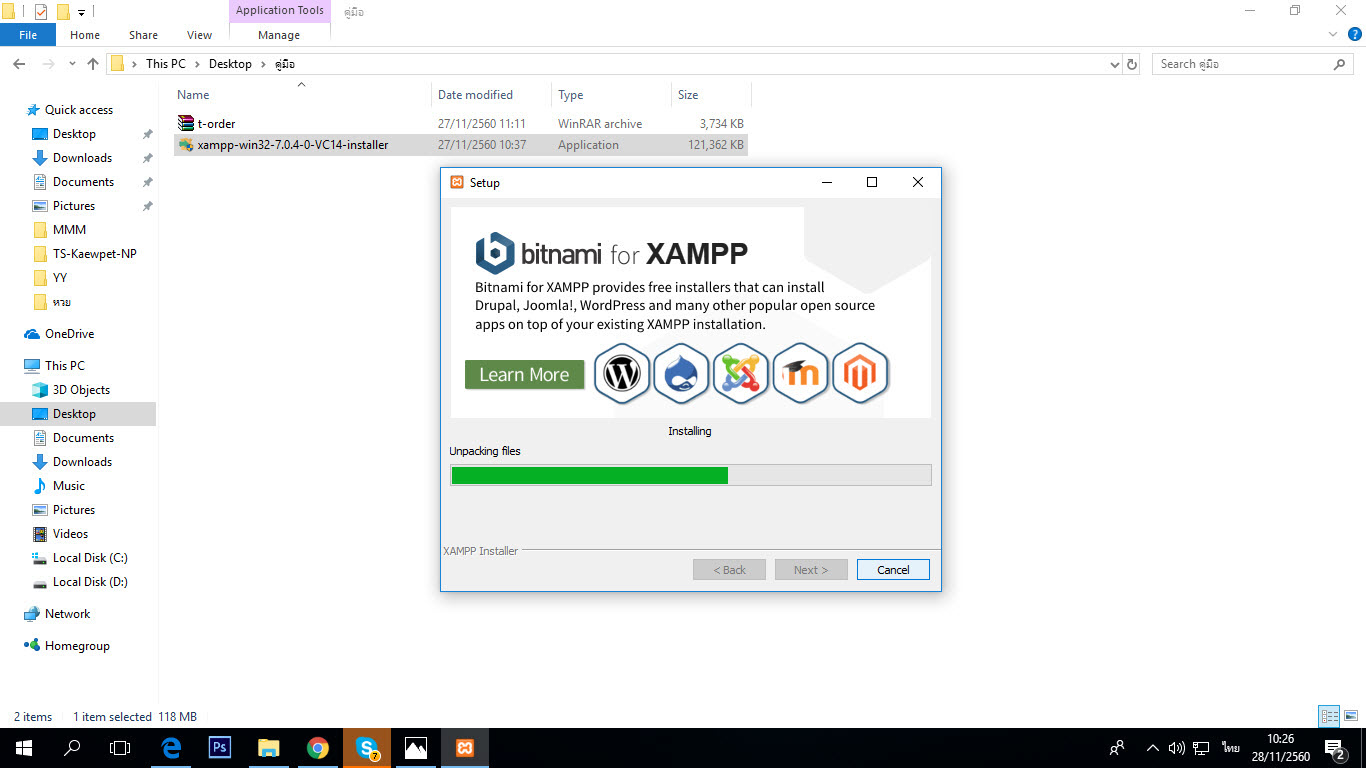 Application Tools
คู่มือ
File
Home
Share
View
Manage
This PC
Desktop
คู่มือ
Search คู่มือ
Name
Date modified
Type
Size
t-order
27/11/2560 11:11
WinRAR archive
3,734 KB
xampp-win32-7.0.4-0-VC14-installer
27/11/2560 10:37
Application
121,362 KB
Quick access
Desktop
Downloads
Documents
Pictures
MMM
TS-Kaewpet-NP
YY
หวย
OneDrive
This PC
3D Objects
Desktop
Documents
Downloads
Music
Pictures
Videos
Local Disk (C:)
Local Disk (D:)
Network
Homegroup
Setup
bitnami for XAMPP
Bitnami for XAMPP provides free installers that can install
Drupal, Joomla!, WordPress and many other popular open source
apps on top of your existing XAMPP installation.
Learn More
Installing
Unpacking files
XAMPP Installer
< Back
Next >
Cancel
2 items
1 item selected 118 MB
Ps
7
ไทย
10:26
28/11/2560
2